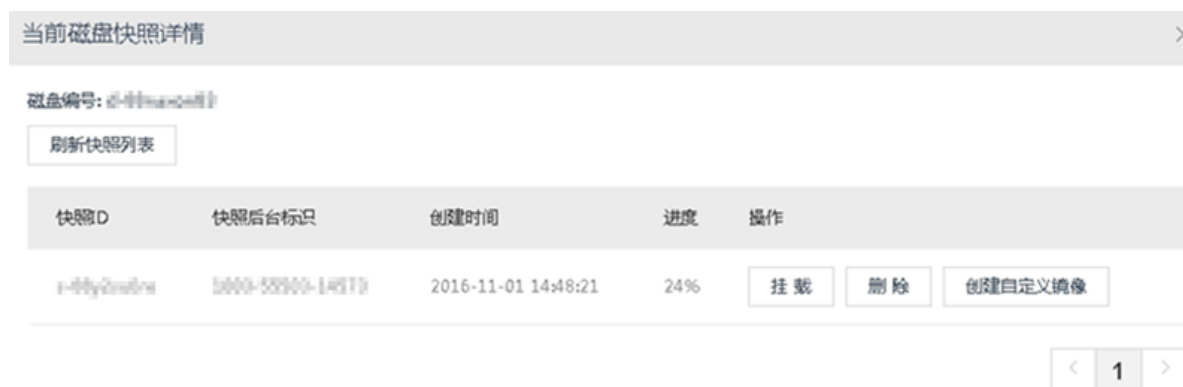 当前磁盘快照详情
磁盘编号:
刷新快照列表
快照ID 快照后台标识 创建时间 进度 操作
2016-11-01 14:48:21 24% 挂载 删除 创建自定义镜像
< 1 >